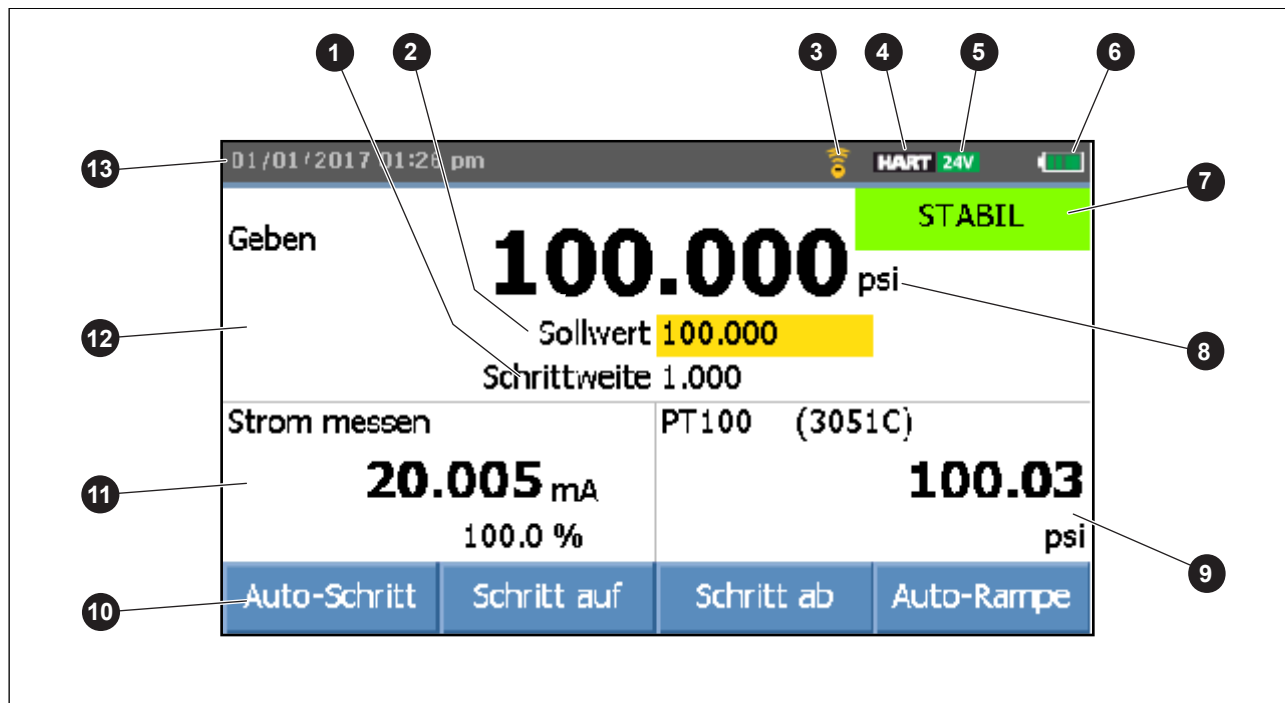 1 2 3 4 5 6
13 01/01/2017 01:26 pm HART 24V
7
STABIL
Geben 100.000 psi
12 Sollwert 100.000
8
Schrittweite 1.000
Strom messen PT100 (3051C)
11 20.005 mA 100.03
100.0 % psi
9
10 Auto-Schritt Schritt auf Schritt ab Auto-Rampe